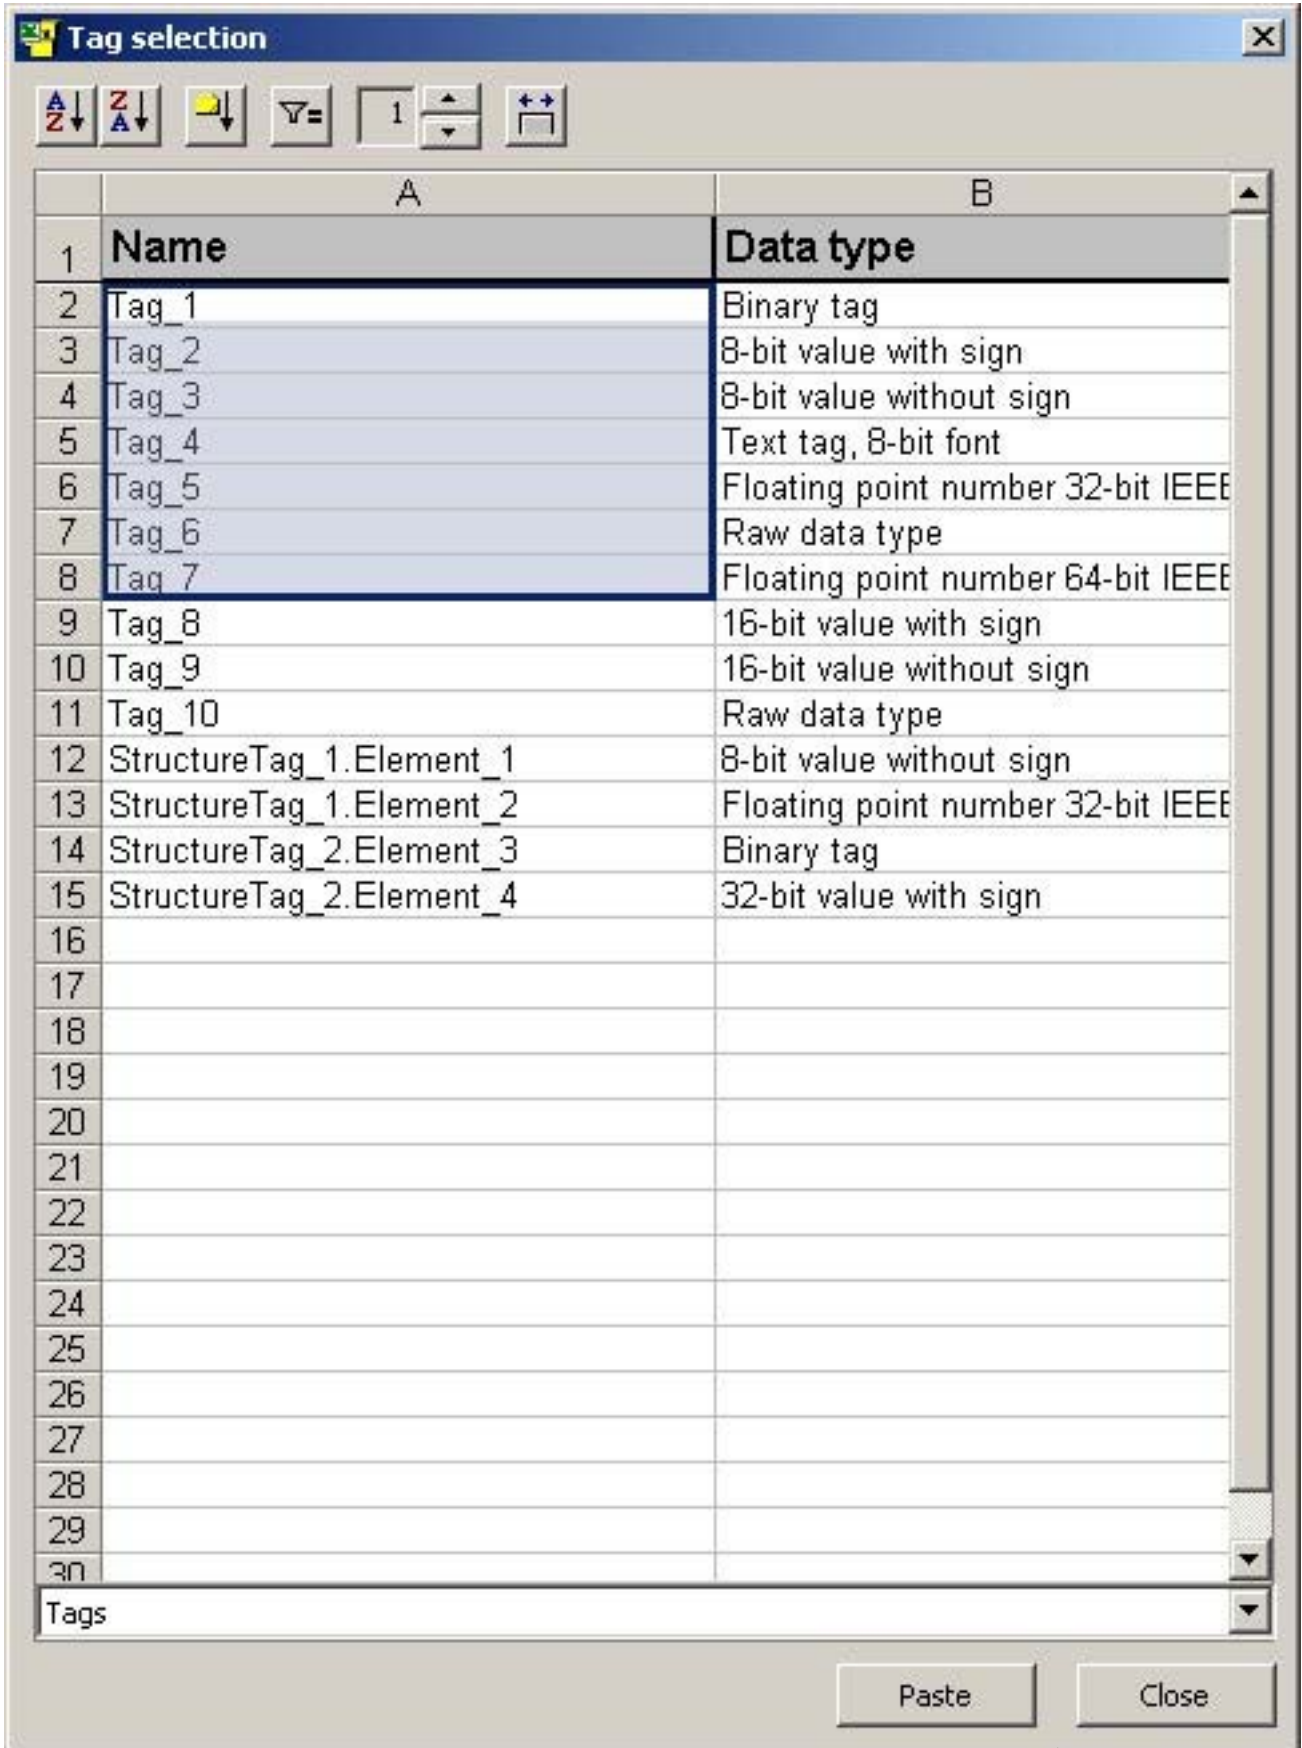 Tag selection
1
A B
1 Name Data type
2 Tag_1 Binary tag
3 Tag_2 8-bit value with sign
4 Tag_3 8-bit value without sign
5 Tag_4 Text tag, 8-bit font
6 Tag_5 Floating point number 32-bit IEEE
7 Tag_6 Raw data type
8 Tag_7 Floating point number 64-bit IEEE
9 Tag_8 16-bit value with sign
10 Tag_9 16-bit value without sign
11 Tag_10 Raw data type
12 StructureTag_1.Element_1 8-bit value without sign
13 StructureTag_1.Element_2 Floating point number 32-bit IEEE
14 StructureTag_2.Element_3 Binary tag
15 StructureTag_2.Element_4 32-bit value with sign
16
17
18
19
20
21
22
23
24
25
26
27
28
29
30
Tags
Paste Close